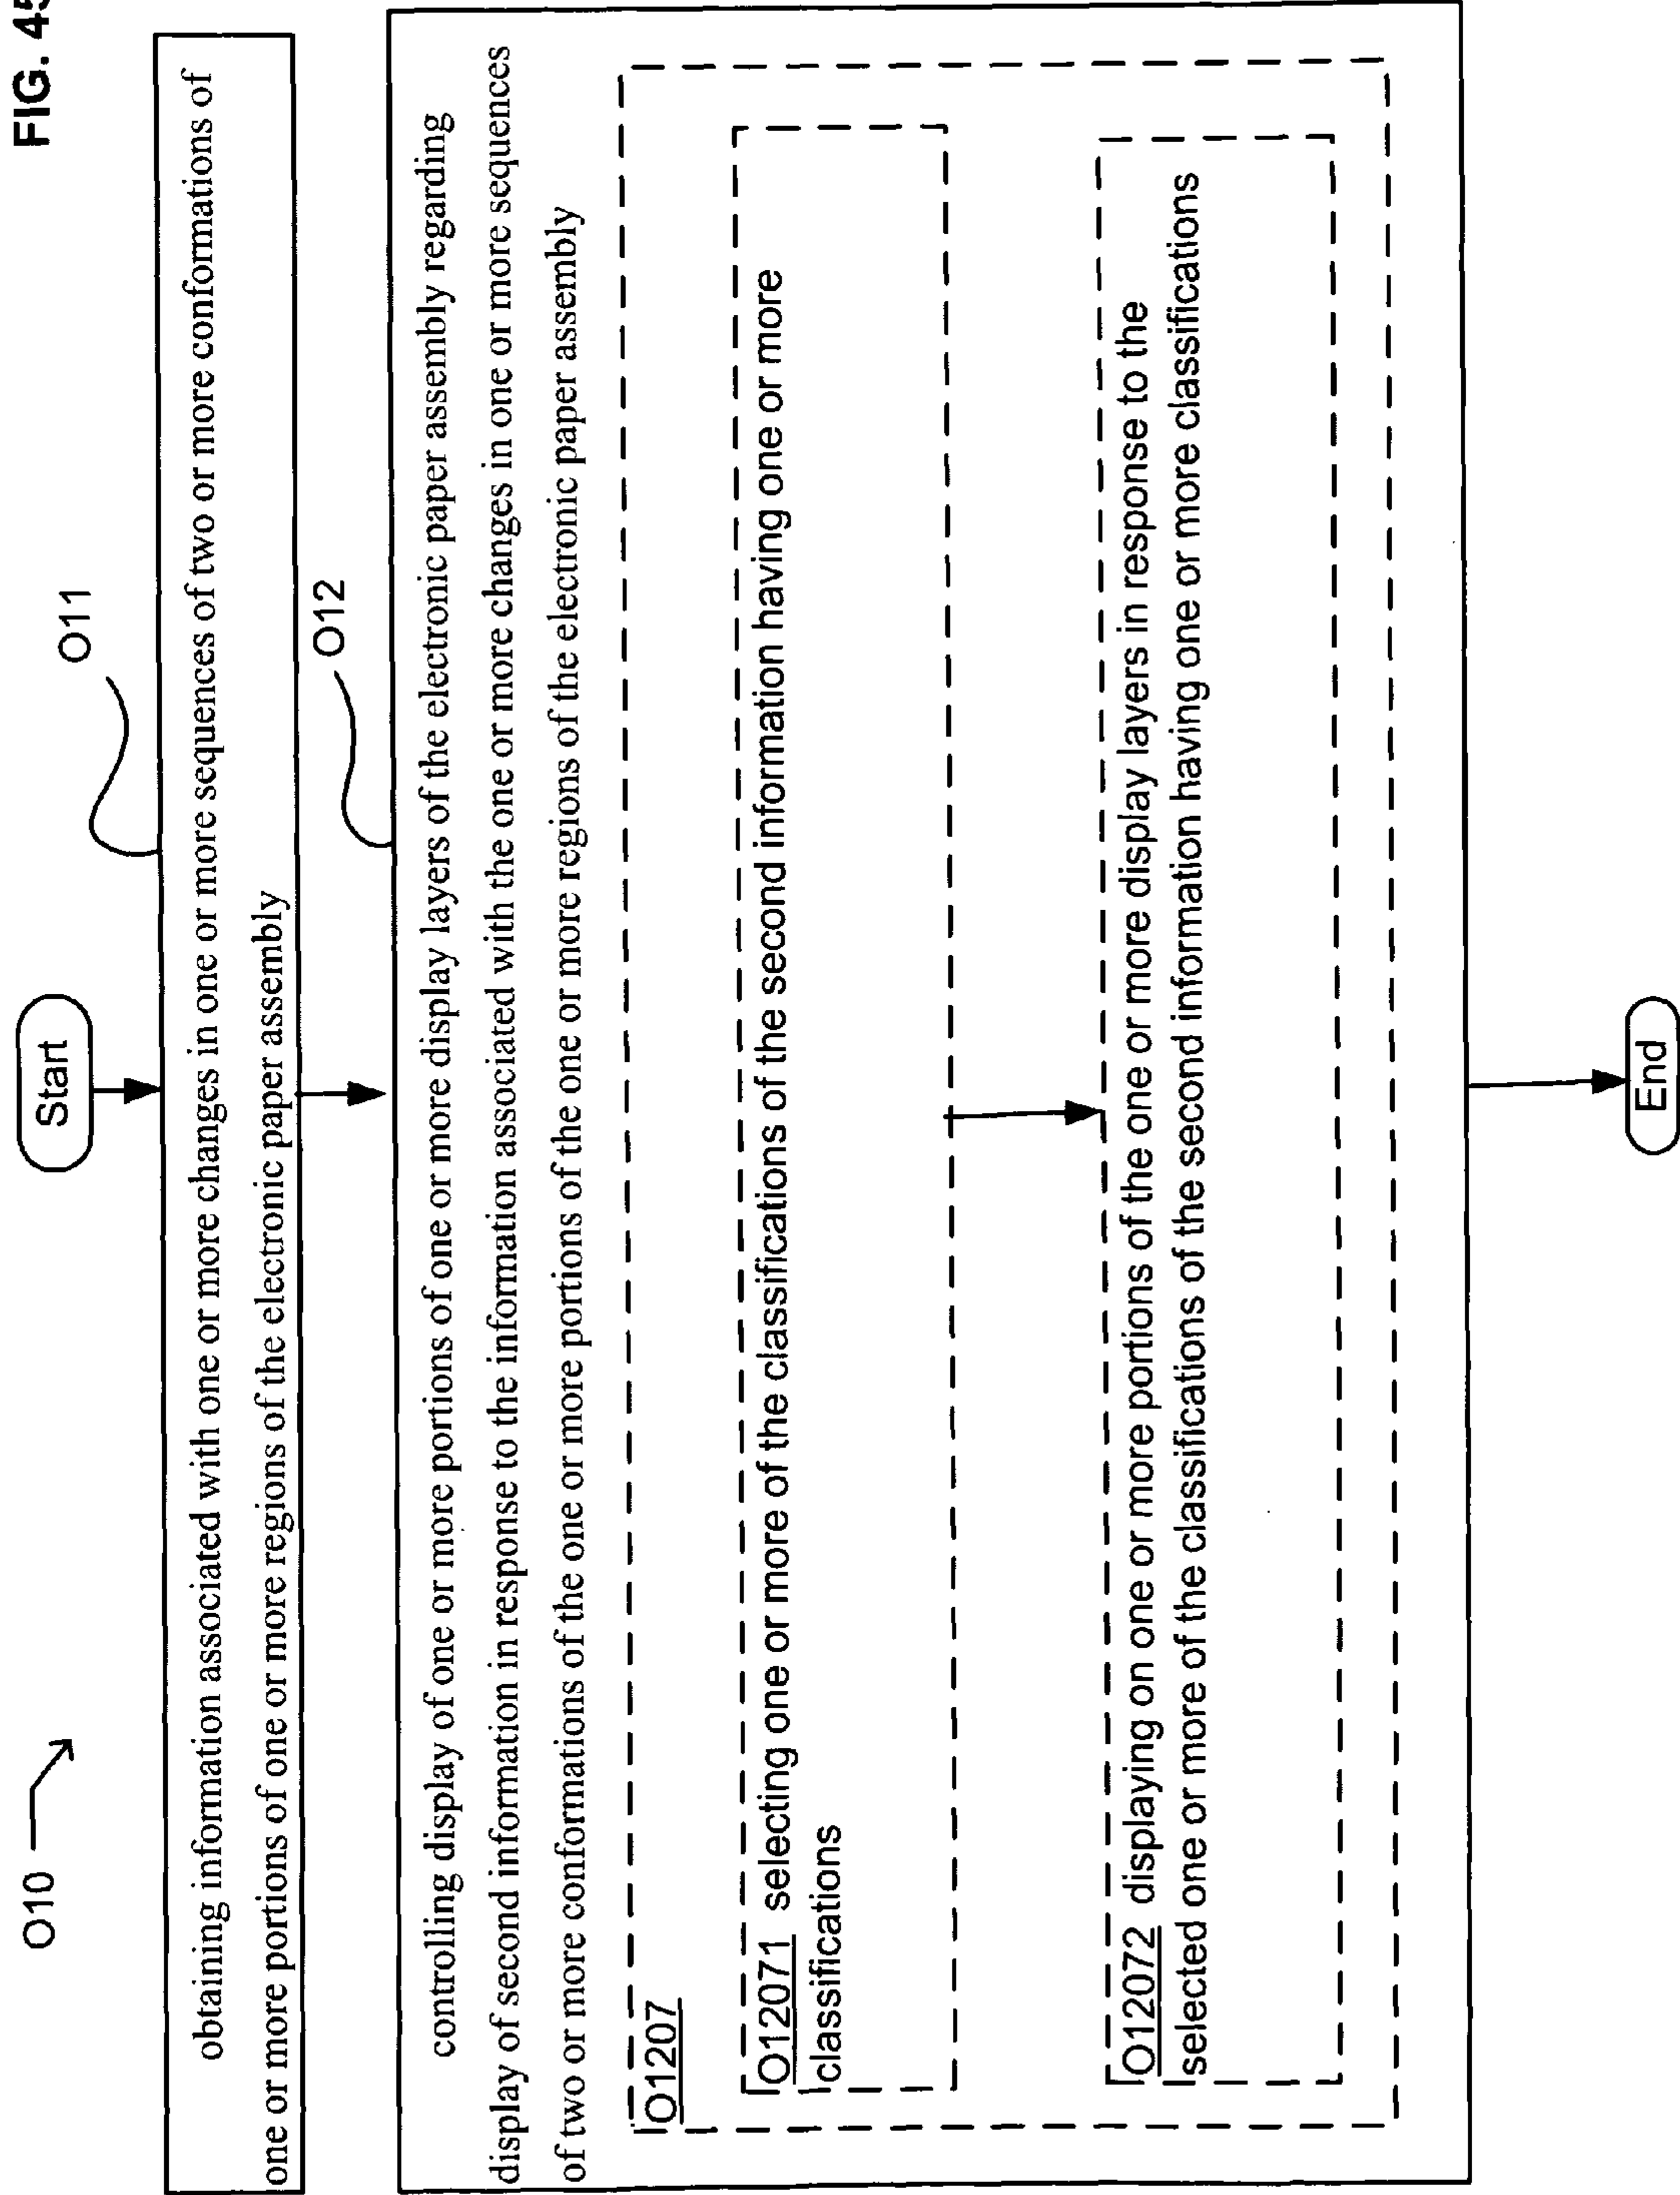 FIG. 45
O10
Start
O11
obtaining information associated with one or more changes in one or more sequences of two or more conformations of
one or more portions of one or more regions of the electronic paper assembly
O12
controlling display of one or more portions of one or more display layers of the electronic paper assembly regarding
display of second information in response to the information associated with the one or more changes in one or more sequences
of two or more conformations of the one or more portions of the one or more regions of the electronic paper assembly
O1207
O12071 selecting one or more of the classifications of the second information having one or more
classifications
O12072 displaying on one or more portions of the one or more display layers in response to the
selected one or more of the classifications of the second information having one or more classifications
End